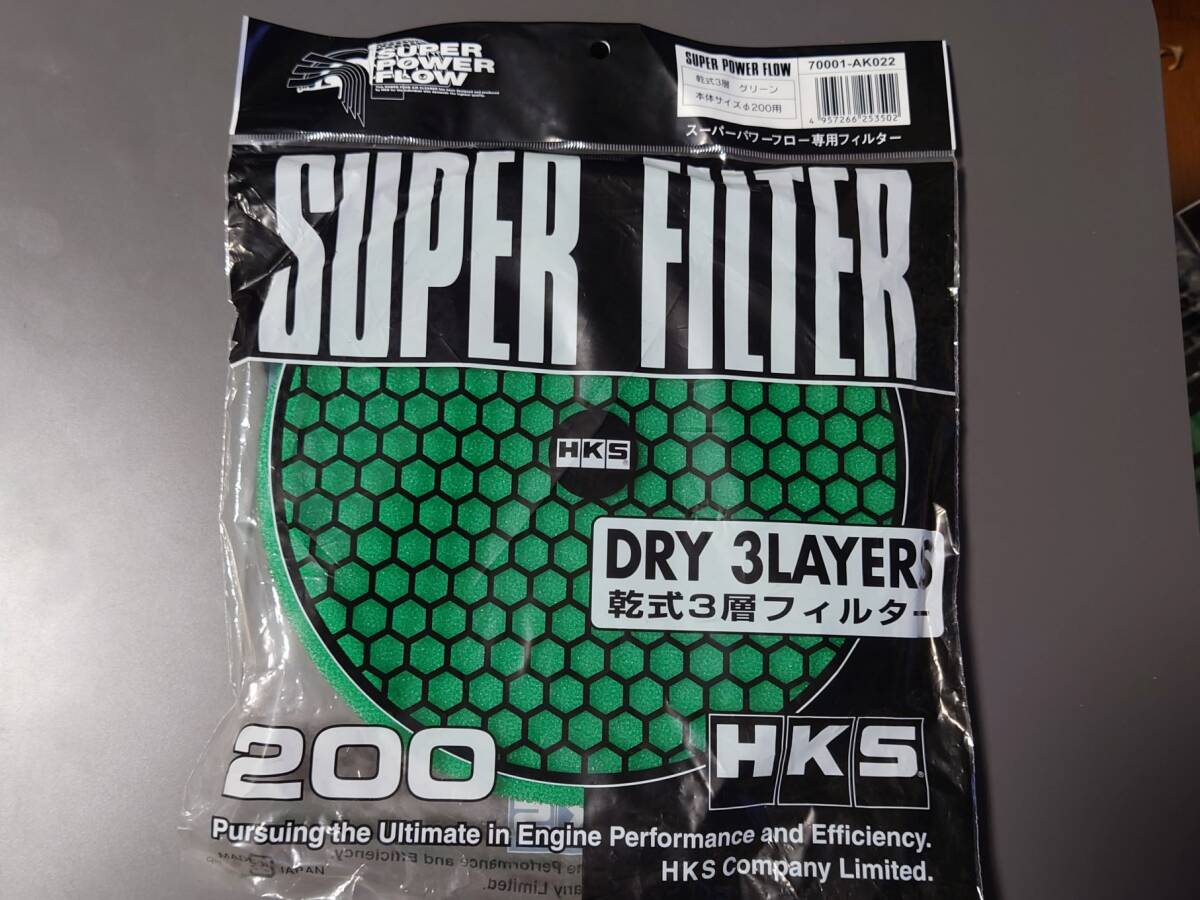 SUPER
POWER
FLOW
SUPER POWER FLOW
乾式3層 グリーン
本体サイズφ200用
70001-AK022
4 957266 253502
スーパーパワーフロー専用フィルター
SUPER FILTER
HKS
DRY 3LAYERS
乾式3層フィルター
200
HKS
Pursuing the Ultimate in Engine Performance and Efficiency.
HKS Company Limited.